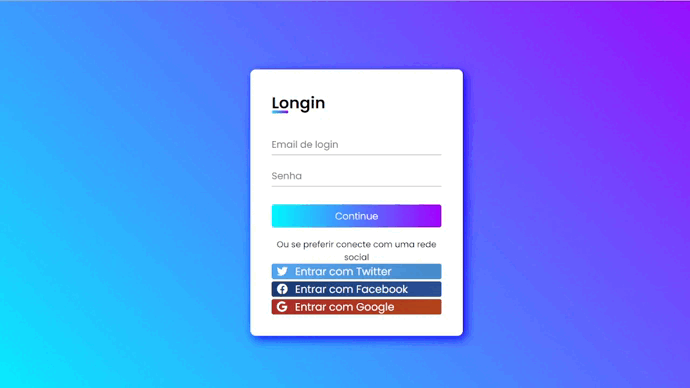 Longin
Email de login
Senha
Continue
Ou se preferir conecte com uma rede
social
Entrar com Twitter
Entrar com Facebook
Entrar com Google